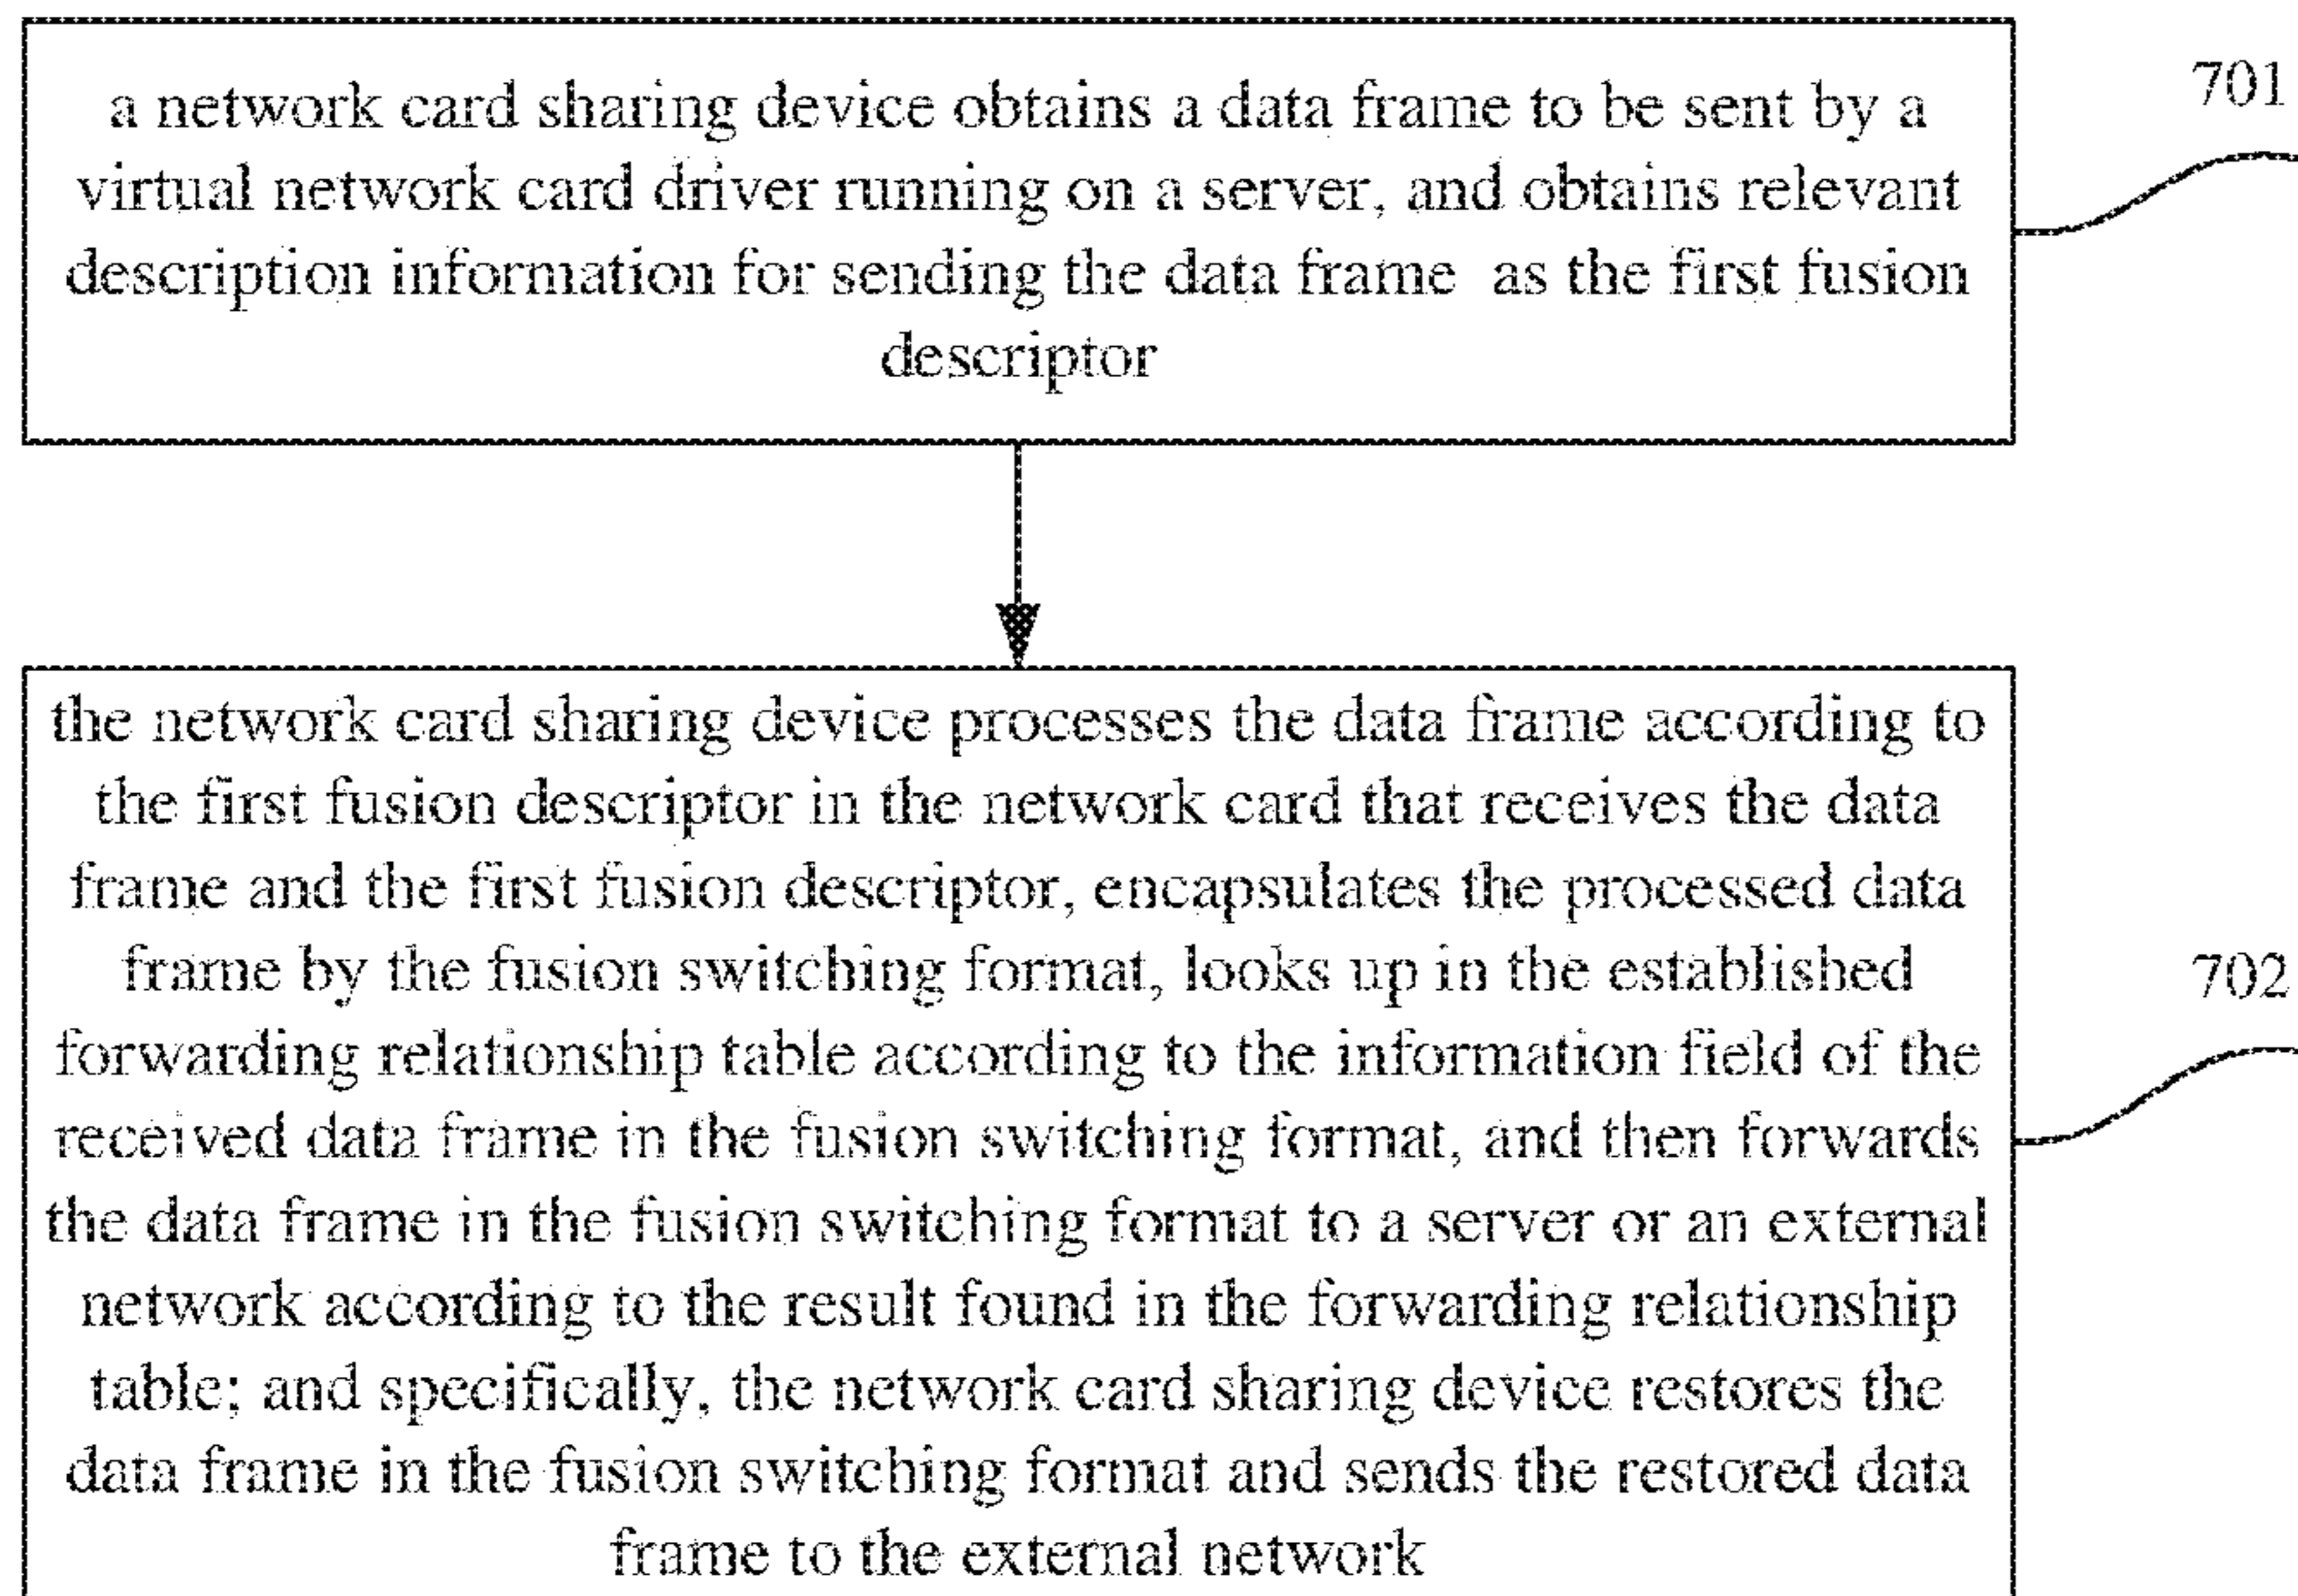 a network card sharing device obtains a data frame to be sent by a
virtual network card driver running on a server, and obtains relevant
description information for sending the data frame as the first fusion
descriptor
701
the network card sharing device processes the data frame according to
the first fusion descriptor in the network card that receives the data
frame and the first fusion descriptor, encapsulates the processed data
frame by the fusion switching format, looks up in the established
forwarding relationship table according to the information field of the
received data frame in the fusion switching format, and then forwards
the data frame in the fusion switching format to a server or an external
network according to the result found in the forwarding relationship
table; and specifically, the network card sharing device restores the
data frame in the fusion switching format and sends the restored data
frame to the external network
702